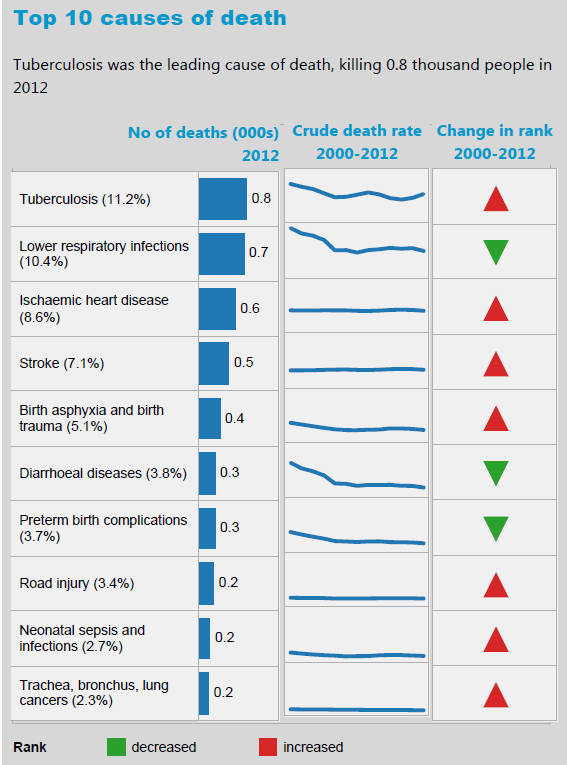 Top 10 causes of death
Tuberculosis was the leading cause of death, killing 0.8 thousand people in
2012
No of deaths (000s)
2012
Crude death rate
2000-2012
Change in rank
2000-2012
Tuberculosis (11.2%)
0.8
Lower respiratory infections
(10.4%)
0.7
Ischaemic heart disease
(8.6%)
0.6
Stroke (7.1%)
0.5
Birth asphyxia and birth
trauma (5.1%)
0.4
Diarrhoeal diseases (3.8%)
0.3
Preterm birth complications
(3.7%)
0.3
Road injury (3.4%)
0.2
Neonatal sepsis and
infections (2.7%)
0.2
Trachea, bronchus, lung
cancers (2.3%)
0.2
Rank
decreased
increased